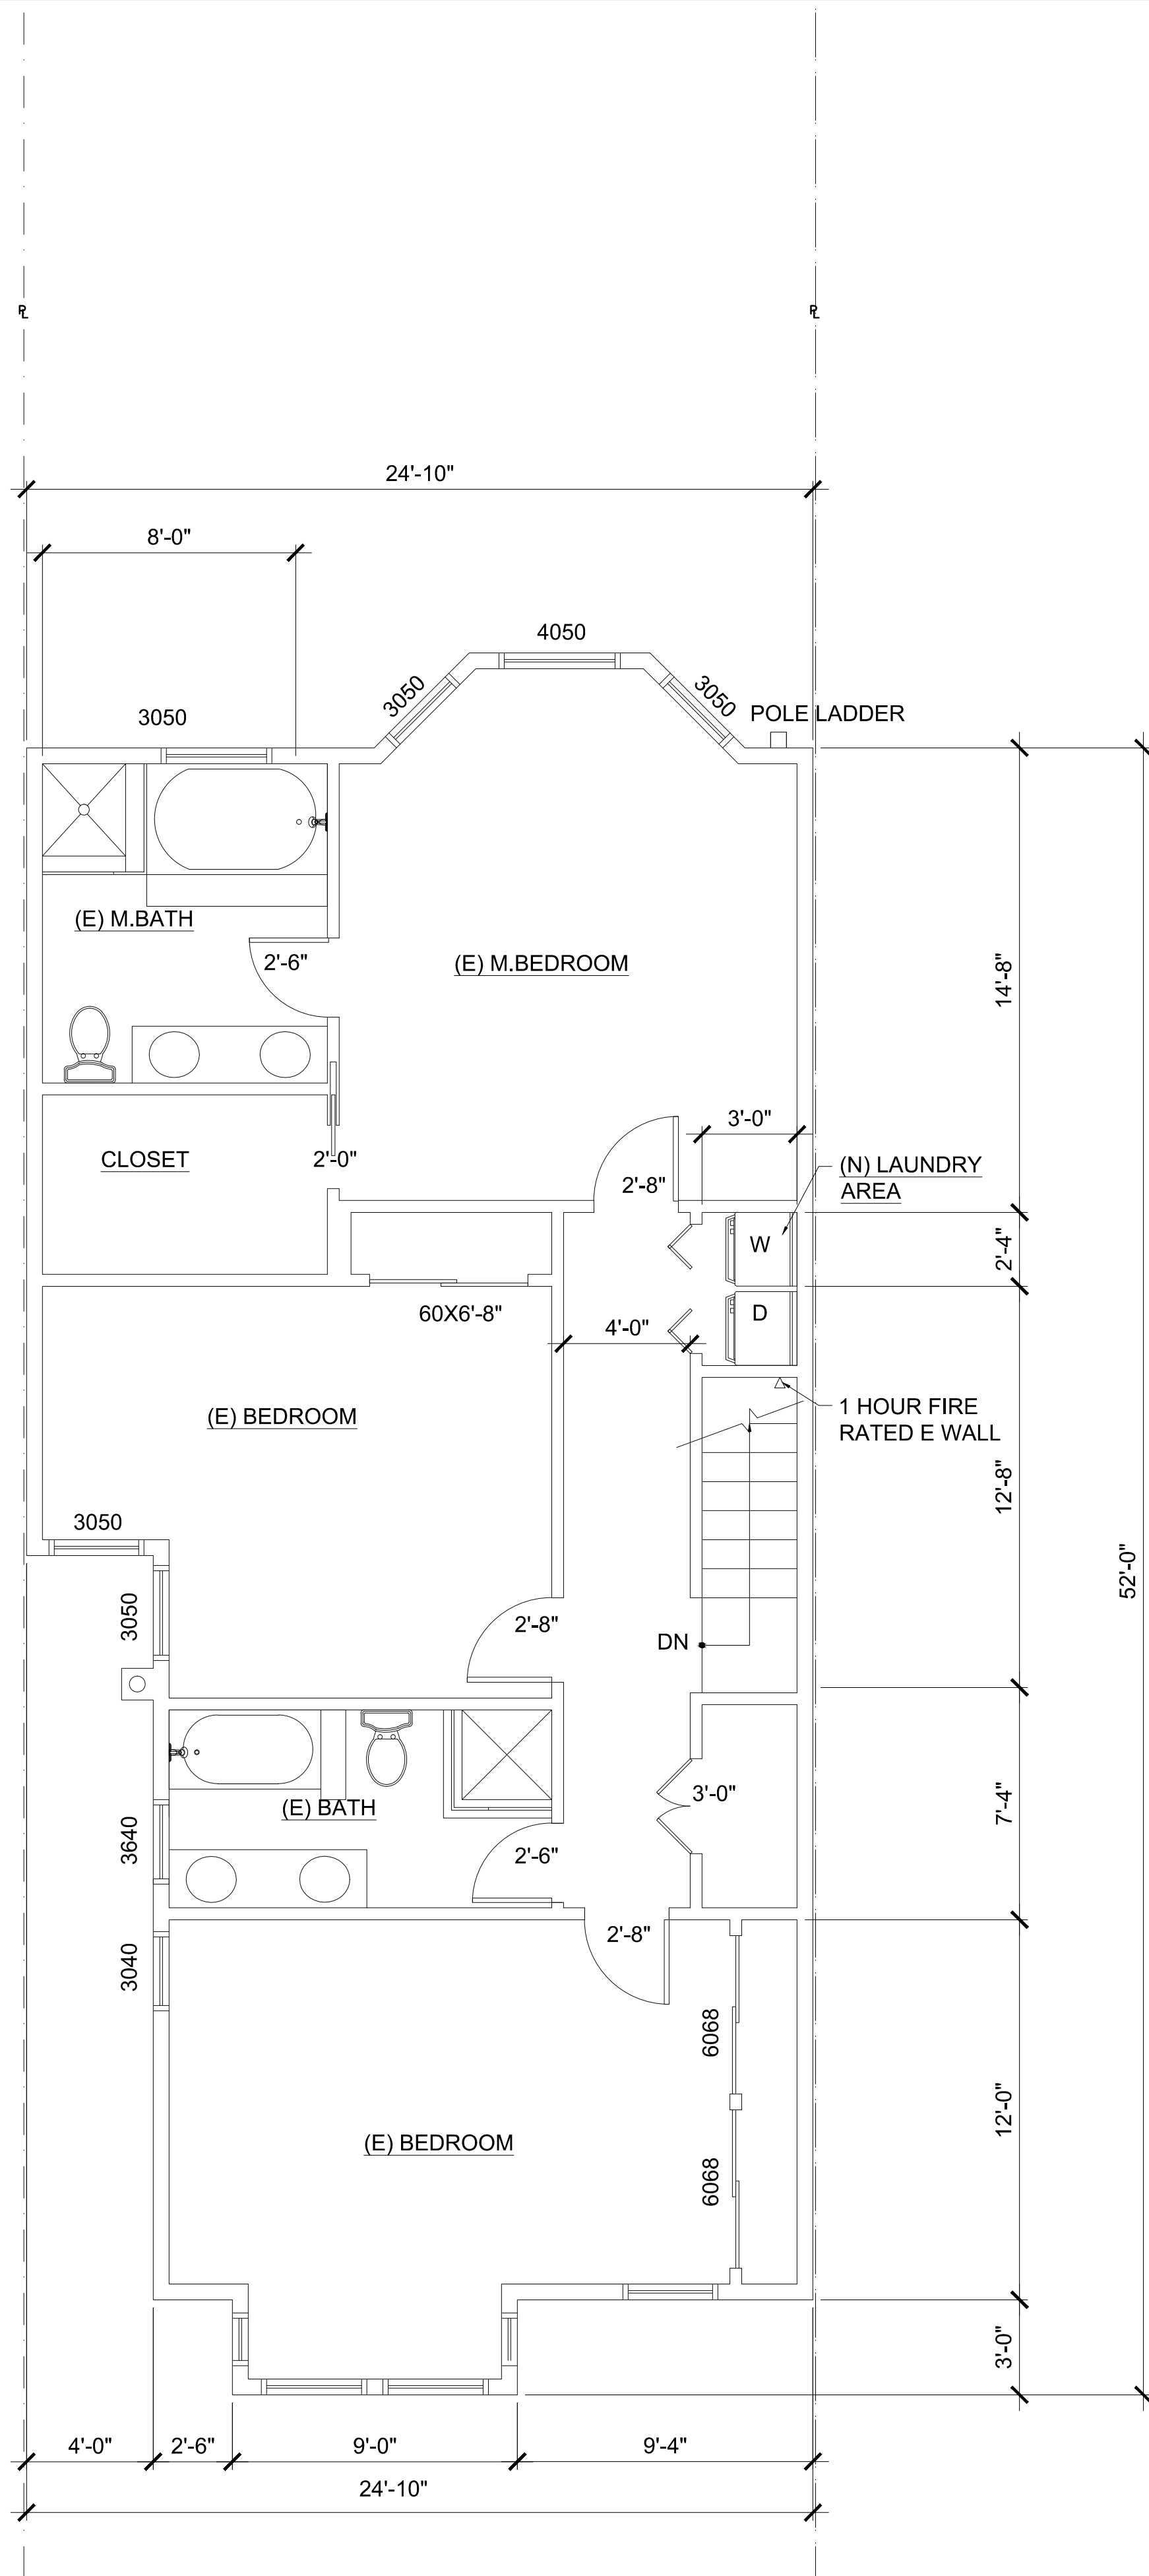 PL
PL
24'-10"
8'-0"
4050
3050
3050
3050
POLE LADDER
(E) M.BATH
2'-6"
(E) M.BEDROOM
14'-8"
3'-0"
CLOSET
2'-0"
2'-8"
(N) LAUNDRY
AREA
W
2'-4"
D
60X6'-8"
4'-0"
(E) BEDROOM
1 HOUR FIRE
RATED E WALL
12'-8"
3050
52'-0"
3050
2'-8"
DN
3'-0"
(E) BATH
7'-4"
3640
2'-6"
2'-8"
3040
6068
12'-0"
(E) BEDROOM
6068
3'-0"
4'-0"
2'-6"
9'-0"
9'-4"
24'-10"